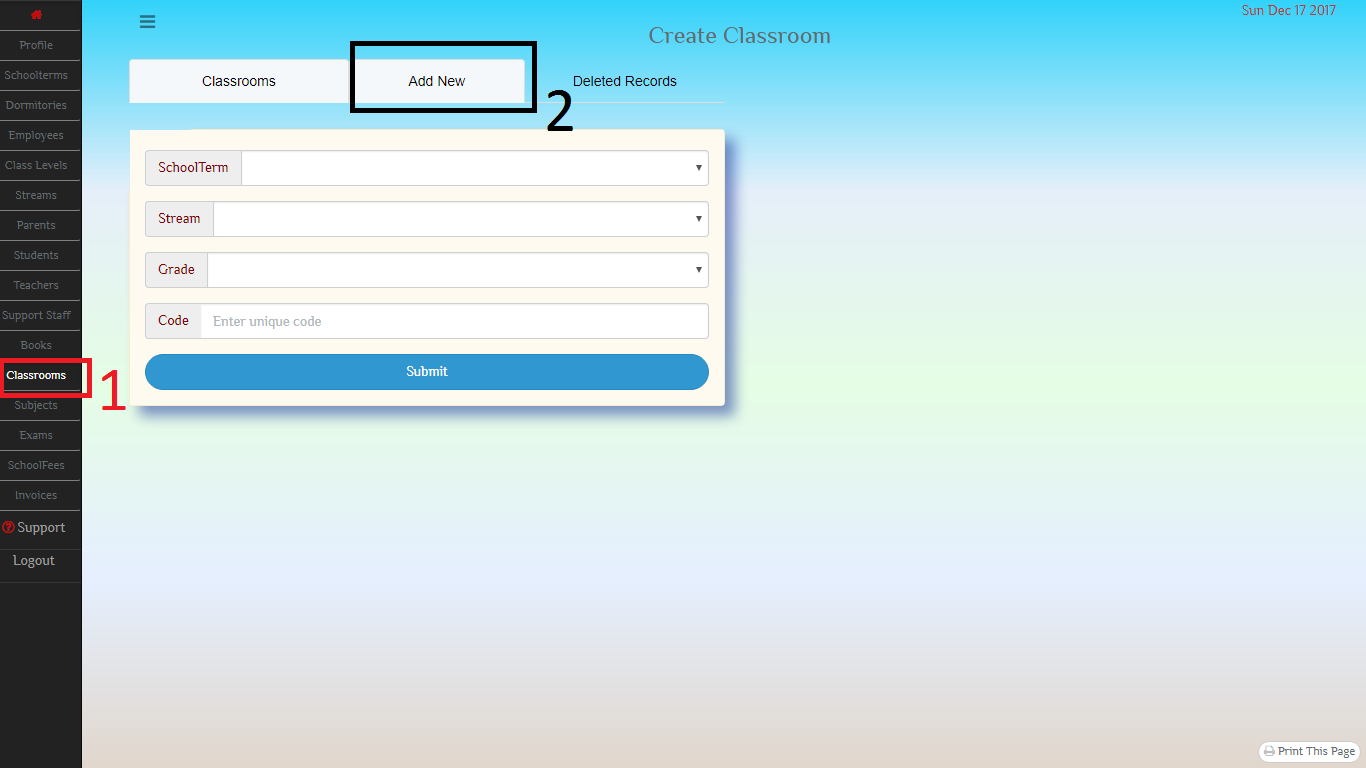 Sun Dec 17 2017
Create Classroom
Profile
Schoolterms
Dormitories
Employees
Class Levels
Streams
Parents
Students
Teachers
Support Staff
Books
Classrooms
1
Subjects
Exams
SchoolFees
Invoices
Support
Logout
Classrooms
Add New
2
Deleted Records
SchoolTerm
Stream
Grade
Code Enter unique code
Submit
Print This Page